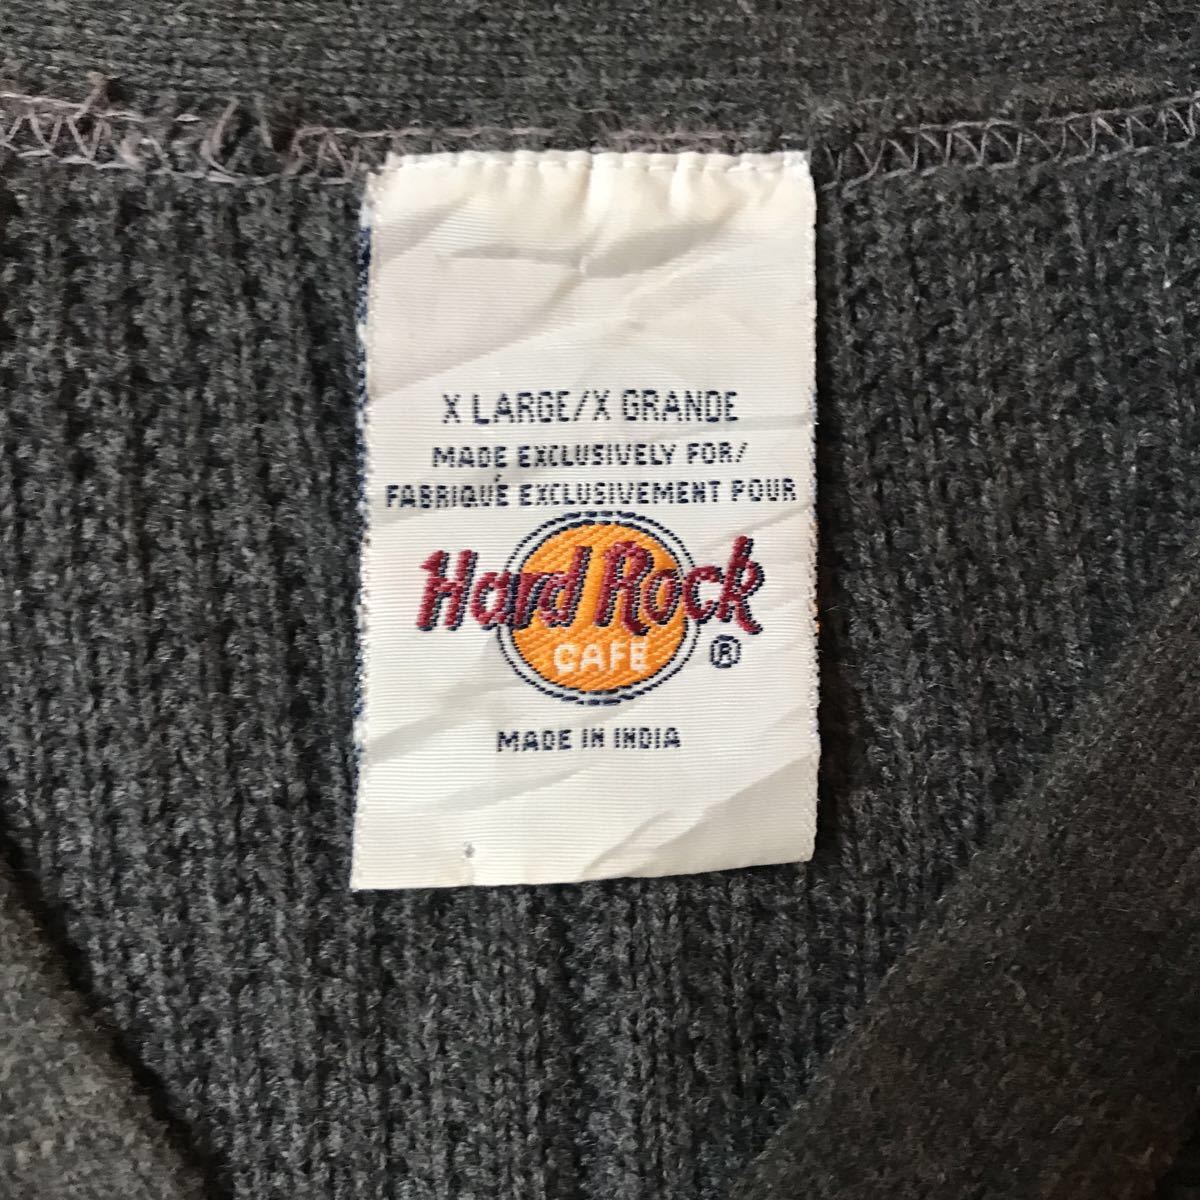 X LARGE/X GRANDE
MADE EXCLUSIVELY FOR/
FABRIQUÉ EXCLUSIVEMENT POUR
Hard Rock
CAFE ®
MADE IN INDIA